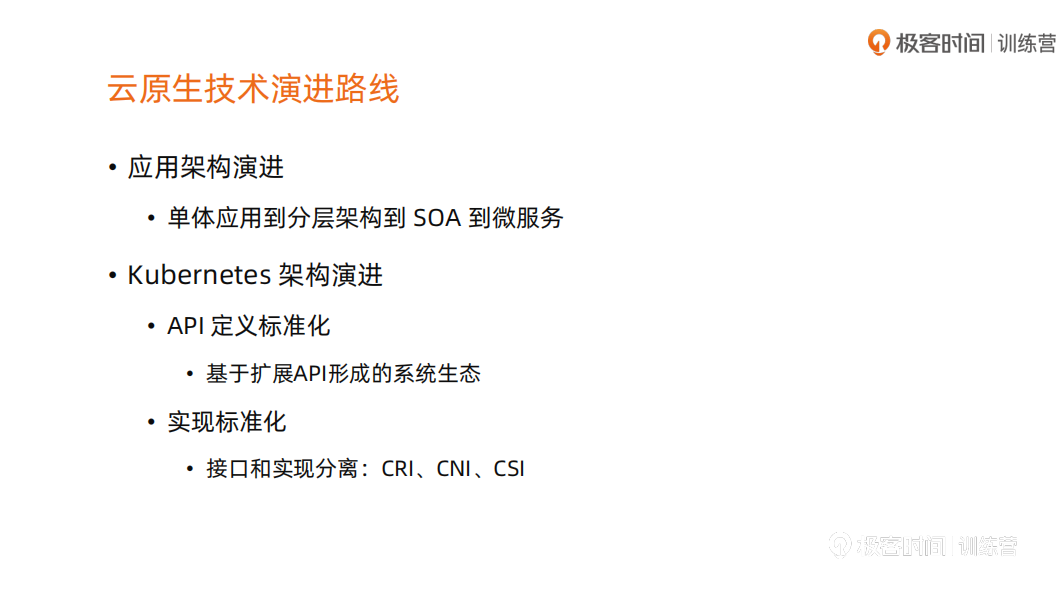 极客时间 | 训练营
云原生技术演进路线
• 应用架构演进
• 单体应用到分层架构到 SOA 到微服务
• Kubernetes 架构演进
• API 定义标准化
• 基于扩展API形成的系统生态
• 实现标准化
• 接口和实现分离：CRI、CNI、CSI
极客时间 | 训练营